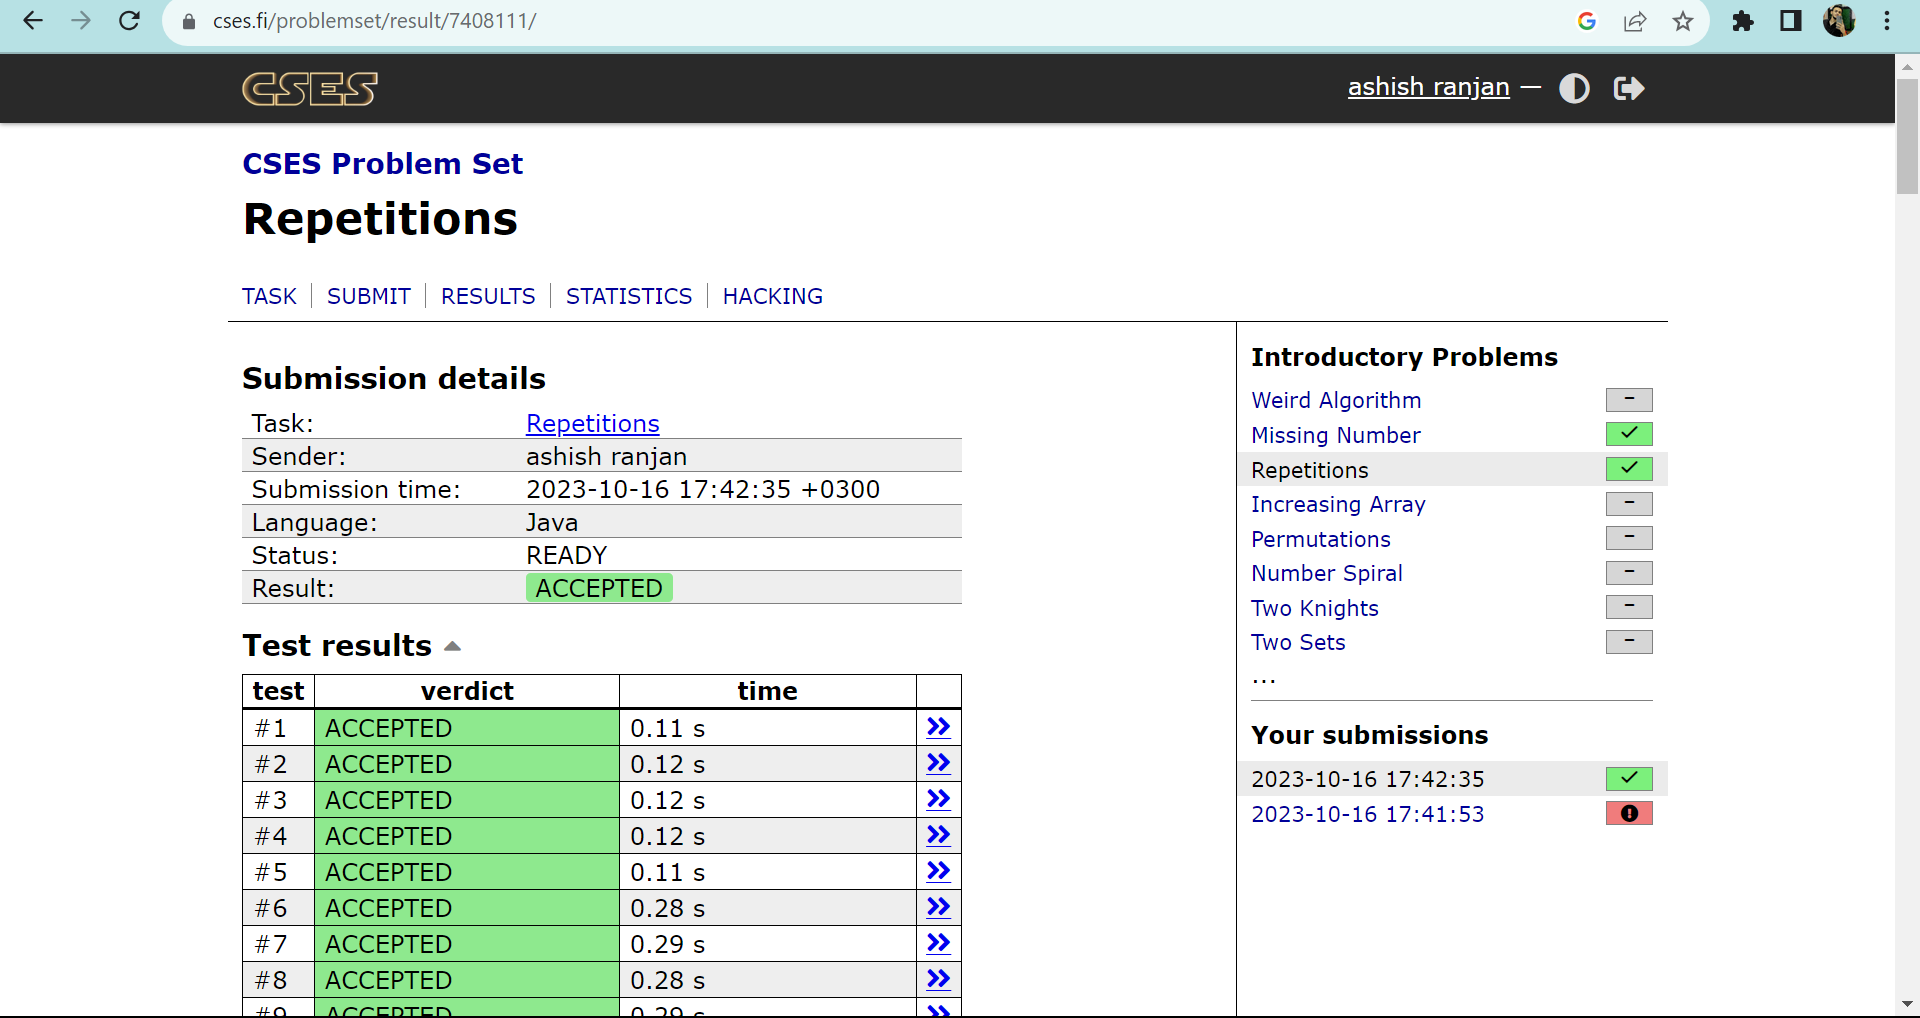 cses.fi/problemset/result/7408111/
CSES
ashish ranjan —
CSES Problem Set
Repetitions
TASK | SUBMIT | RESULTS | STATISTICS | HACKING
Submission details
Task: Repetitions
Sender: ashish ranjan
Submission time: 2023-10-16 17:42:35 +0300
Language: Java
Status: READY
Result: ACCEPTED
Test results
test verdict time
#1 ACCEPTED 0.11 s »
#2 ACCEPTED 0.12 s »
#3 ACCEPTED 0.12 s »
#4 ACCEPTED 0.12 s »
#5 ACCEPTED 0.11 s »
#6 ACCEPTED 0.28 s »
#7 ACCEPTED 0.29 s »
#8 ACCEPTED 0.28 s »
#9 ACCEPTED 0.29 s »
Introductory Problems
Weird Algorithm –
Missing Number ✓
Repetitions ✓
Increasing Array –
Permutations –
Number Spiral –
Two Knights –
Two Sets –
...
Your submissions
2023-10-16 17:42:35 ✓
2023-10-16 17:41:53